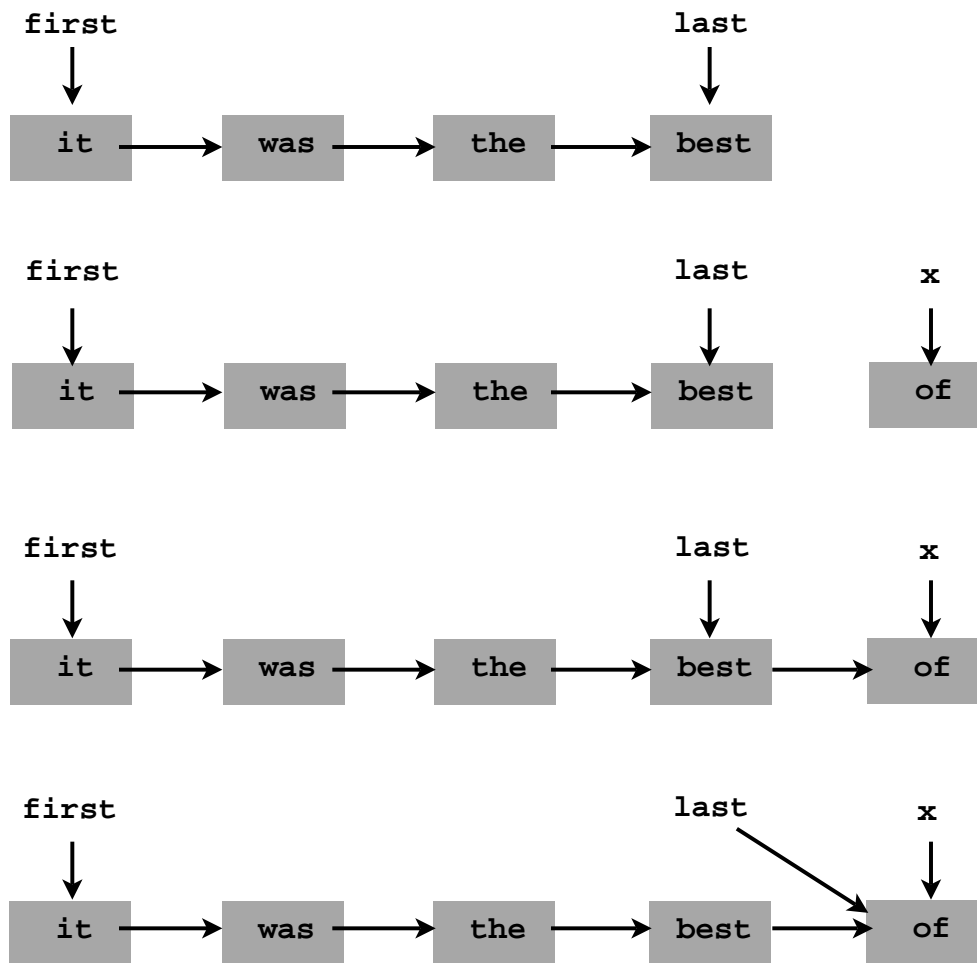 first last
it was the best
first last x
it was the best of
first last x
it was the best of
first last x
it was the best of